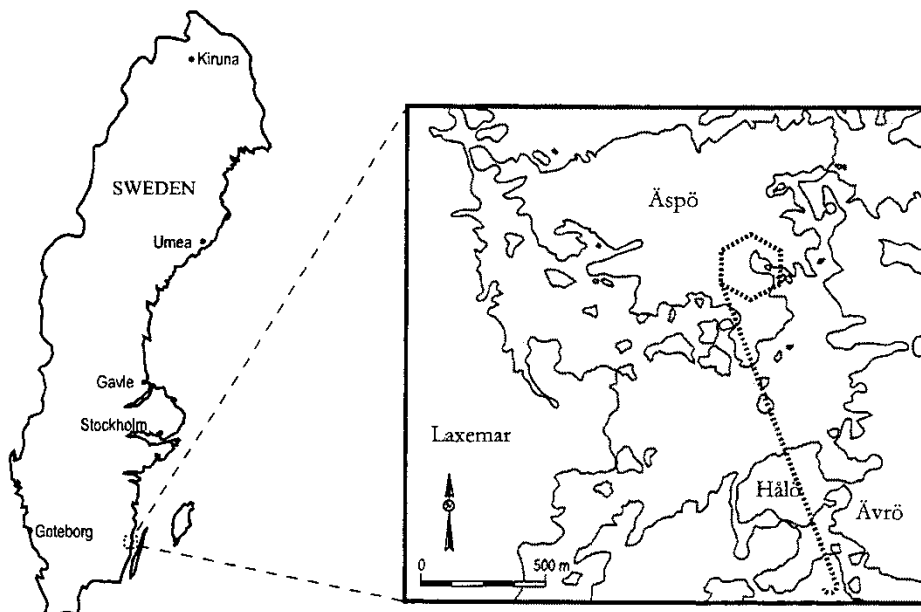 Kiruna
SWEDEN
Umea
Gavle
Stockholm
Goteborg
Äspö
Laxemar
Hålö
Ävrö
0 500 m